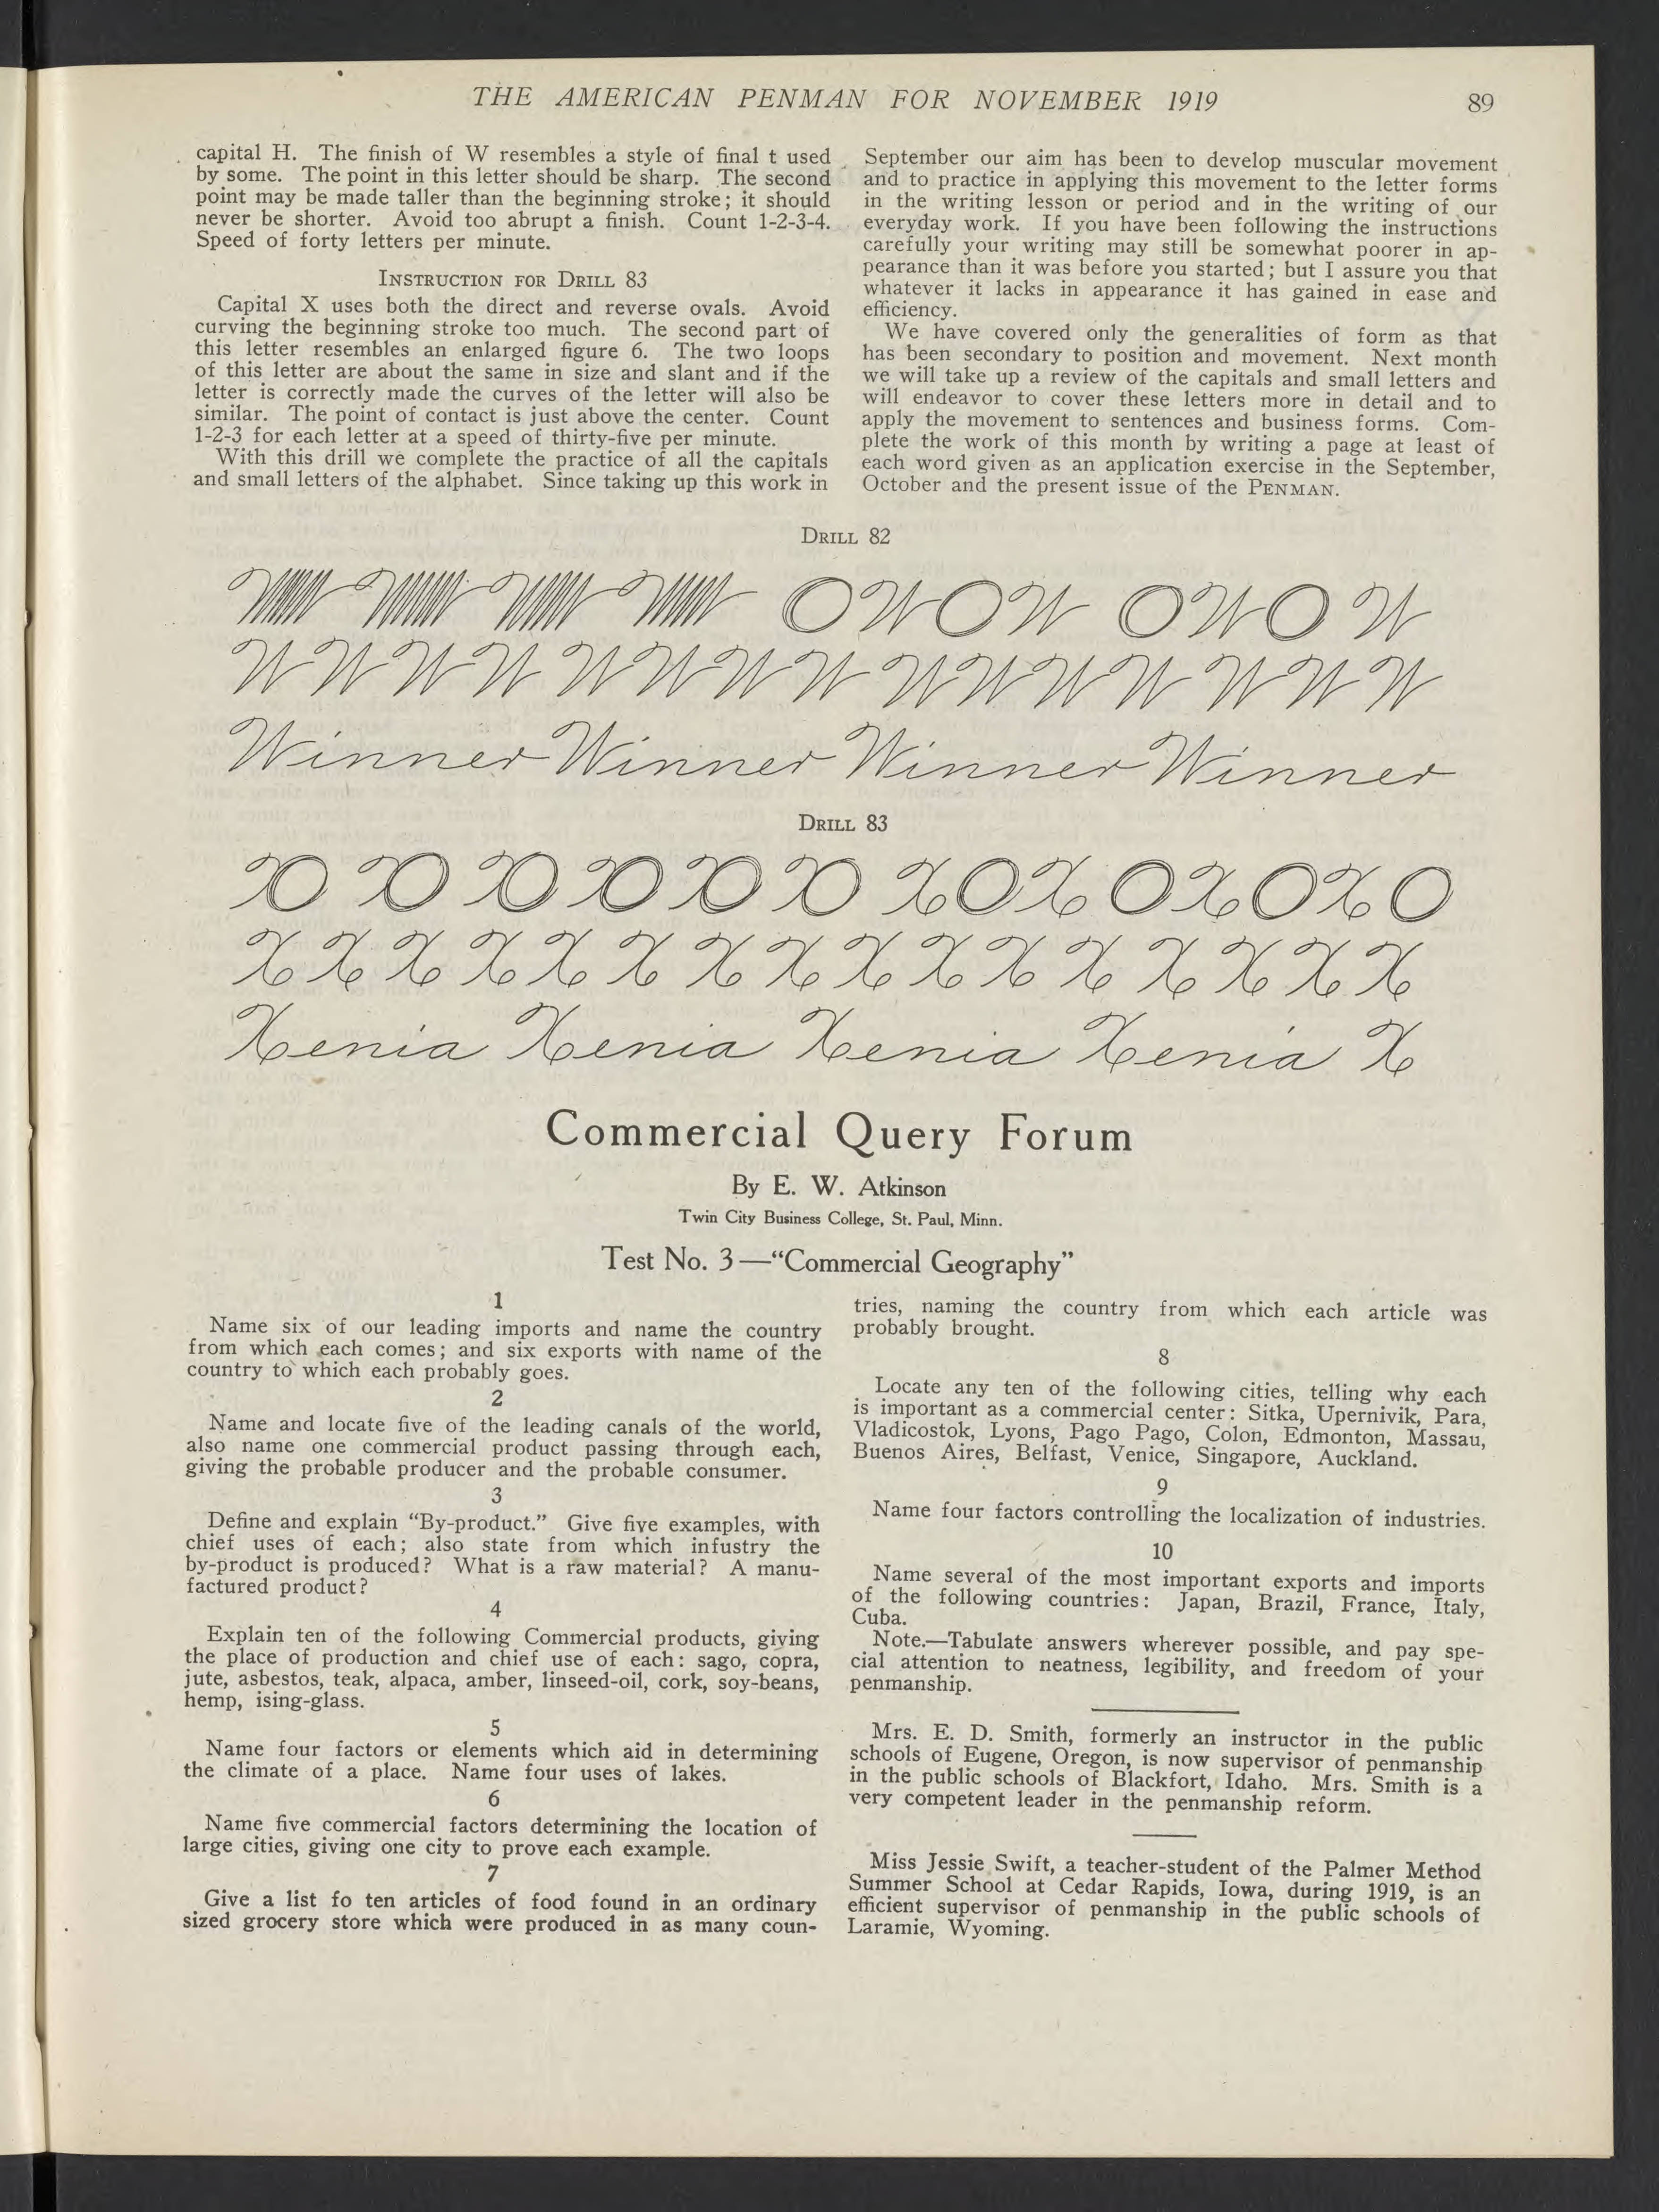 THE AMERICAN PENMAN FOR NOVEMBER 1919
89
capital H. The finish of W resembles a style of final t used
by some. The point in this letter should be sharp. The second
point may be made taller than the beginning stroke; it should
never be shorter. Avoid too abrupt a finish. Count 1-2-3-4.
Speed of forty letters per minute.
INSTRUCTION FOR DRILL 83
Capital X uses both the direct and reverse ovals. Avoid
curving the beginning stroke too much. The second part of
this letter resembles an enlarged figure 6. The two loops
of this letter are about the same in size and slant and if the
letter is correctly made the curves of the letter will also be
similar. The point of contact is just above the center. Count
1-2-3 for each letter at a speed of thirty-five per minute.
With this drill we complete the practice of all the capitals
and small letters of the alphabet. Since taking up this work in
September our aim has been to develop muscular movement
and to practice in applying this movement to the letter forms
in the writing lesson or period and in the writing of our
everyday work. If you have been following the instructions
carefully your writing may still be somewhat poorer in ap-
pearance than it was before you started; but I assure you that
whatever it lacks in appearance it has gained in ease and
efficiency.
We have covered only the generalities of form as that
has been secondary to position and movement. Next month
we will take up a review of the capitals and small letters and
will endeavor to cover these letters more in detail and to
apply the movement to sentences and business forms. Com-
plete the work of this month by writing a page at least of
each word given as an application exercise in the September,
October and the present issue of the PENMAN.
DRILL 82
O W O W O W O W
W W W W W W W W W W W W W W W
Winner Winner Winner Winner
DRILL 83
X O X O X O X O
X X X X X X X X X X X X X X X X
Xenia Xenia Xenia Xenia X
Commercial Query Forum
By E. W. Atkinson
Twin City Business College, St. Paul, Minn.
Test No. 3—“Commercial Geography”
1
Name six of our leading imports and name the country
from which each comes; and six exports with name of the
country to which each probably goes.
2
Name and locate five of the leading canals of the world,
also name one commercial product passing through each,
giving the probable producer and the probable consumer.
3
Define and explain “By-product.” Give five examples, with
chief uses of each; also state from which infustry the
by-product is produced? What is a raw material? A manu-
factured product?
4
Explain ten of the following Commercial products, giving
the place of production and chief use of each: sago, copra,
jute, asbestos, teak, alpaca, amber, linseed-oil, cork, soy-beans,
hemp, ising-glass.
5
Name four factors or elements which aid in determining
the climate of a place. Name four uses of lakes.
6
Name five commercial factors determining the location of
large cities, giving one city to prove each example.
7
Give a list fo ten articles of food found in an ordinary
sized grocery store which were produced in as many coun-
tries, naming the country from which each article was
probably brought.
8
Locate any ten of the following cities, telling why each
is important as a commercial center: Sitka, Upernivik, Para,
Vladicostok, Lyons, Pago Pago, Colon, Edmonton, Massau,
Buenos Aires, Belfast, Venice, Singapore, Auckland.
9
Name four factors controlling the localization of industries.
10
Name several of the most important exports and imports
of the following countries: Japan, Brazil, France, Italy,
Cuba.
Note.—Tabulate answers wherever possible, and pay spe-
cial attention to neatness, legibility, and freedom of your
penmanship.
Mrs. E. D. Smith, formerly an instructor in the public
schools of Eugene, Oregon, is now supervisor of penmanship
in the public schools of Blackfort, Idaho. Mrs. Smith is a
very competent leader in the penmanship reform.
Miss Jessie Swift, a teacher-student of the Palmer Method
Summer School at Cedar Rapids, Iowa, during 1919, is an
efficient supervisor of penmanship in the public schools of
Laramie, Wyoming.